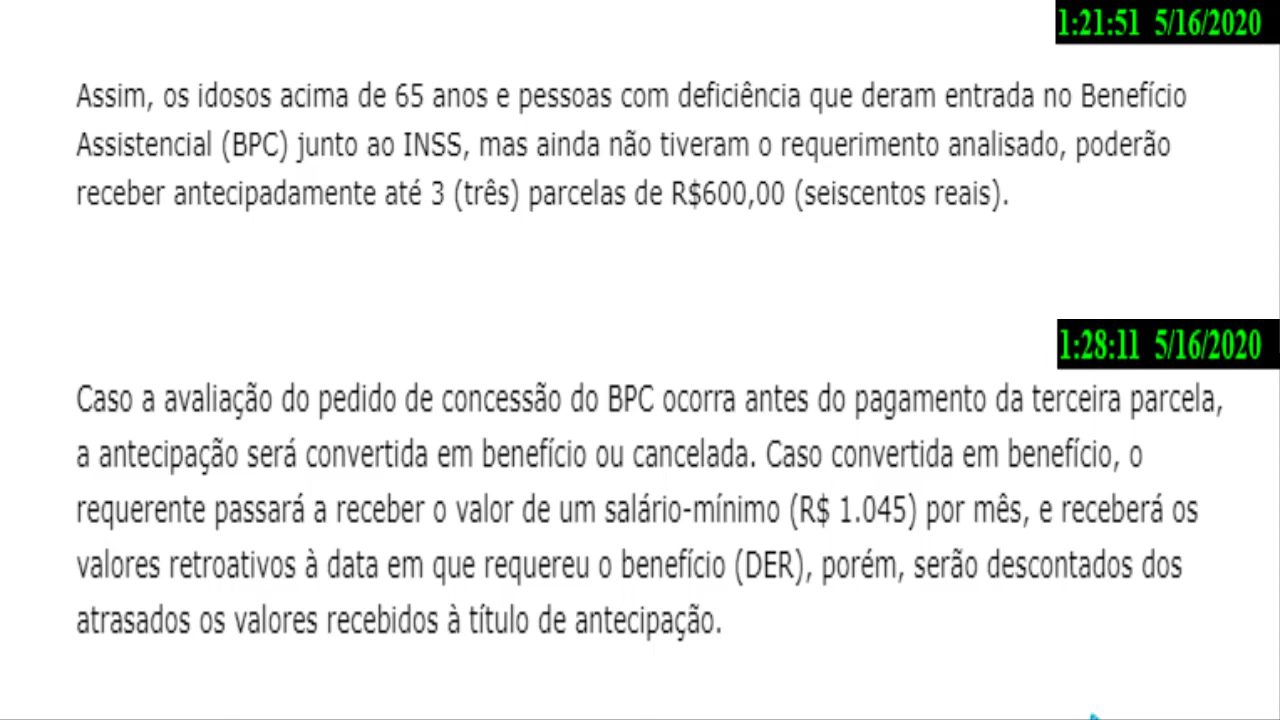 1:21:51 5/16/2020
Assim, os idosos acima de 65 anos e pessoas com deficiência que deram entrada no Benefício
Assistencial (BPC) junto ao INSS, mas ainda não tiveram o requerimento analisado, poderão
receber antecipadamente até 3 (três) parcelas de R$600,00 (seiscentos reais).
1:28:11 5/16/2020
Caso a avaliação do pedido de concessão do BPC ocorra antes do pagamento da terceira parcela,
a antecipação será convertida em benefício ou cancelada. Caso convertida em benefício, o
requerente passará a receber o valor de um salário-mínimo (R$ 1.045) por mês, e receberá os
valores retroativos à data em que requereu o benefício (DER), porém, serão descontados dos
atrasados os valores recebidos à título de antecipação.